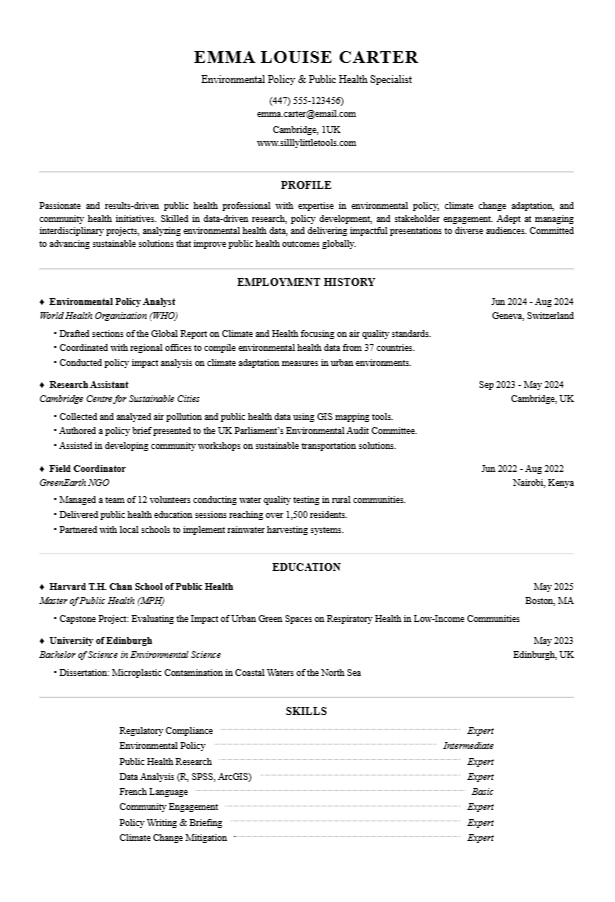 EMMA LOUISE CARTER
Environmental Policy & Public Health Specialist
(447) 555-123456)
emma.carter@email.com
Cambridge, 1UK
www.silllylittletools.com
PROFILE
Passionate and results-driven public health professional with expertise in environmental policy, climate change adaptation, and
community health initiatives. Skilled in data-driven research, policy development, and stakeholder engagement. Adept at managing
interdisciplinary projects, analyzing environmental health data, and delivering impactful presentations to diverse audiences. Committed
to advancing sustainable solutions that improve public health outcomes globally.
EMPLOYMENT HISTORY
♦ Environmental Policy Analyst Jun 2024 - Aug 2024
World Health Organization (WHO) Geneva, Switzerland
• Drafted sections of the Global Report on Climate and Health focusing on air quality standards.
• Coordinated with regional offices to compile environmental health data from 37 countries.
• Conducted policy impact analysis on climate adaptation measures in urban environments.
♦ Research Assistant Sep 2023 - May 2024
Cambridge Centre for Sustainable Cities Cambridge, UK
• Collected and analyzed air pollution and public health data using GIS mapping tools.
• Authored a policy brief presented to the UK Parliament's Environmental Audit Committee.
• Assisted in developing community workshops on sustainable transportation solutions.
♦ Field Coordinator Jun 2022 - Aug 2022
GreenEarth NGO Nairobi, Kenya
• Managed a team of 12 volunteers conducting water quality testing in rural communities.
• Delivered public health education sessions reaching over 1,500 residents.
• Partnered with local schools to implement rainwater harvesting systems.
EDUCATION
♦ Harvard T.H. Chan School of Public Health May 2025
Master of Public Health (MPH) Boston, MA
• Capstone Project: Evaluating the Impact of Urban Green Spaces on Respiratory Health in Low-Income Communities
♦ University of Edinburgh May 2023
Bachelor of Science in Environmental Science Edinburgh, UK
• Dissertation: Microplastic Contamination in Coastal Waters of the North Sea
SKILLS
Regulatory Compliance Expert
Environmental Policy Intermediate
Public Health Research Expert
Data Analysis (R, SPSS, ArcGIS) Expert
French Language Basic
Community Engagement Expert
Policy Writing & Briefing Expert
Climate Change Mitigation Expert